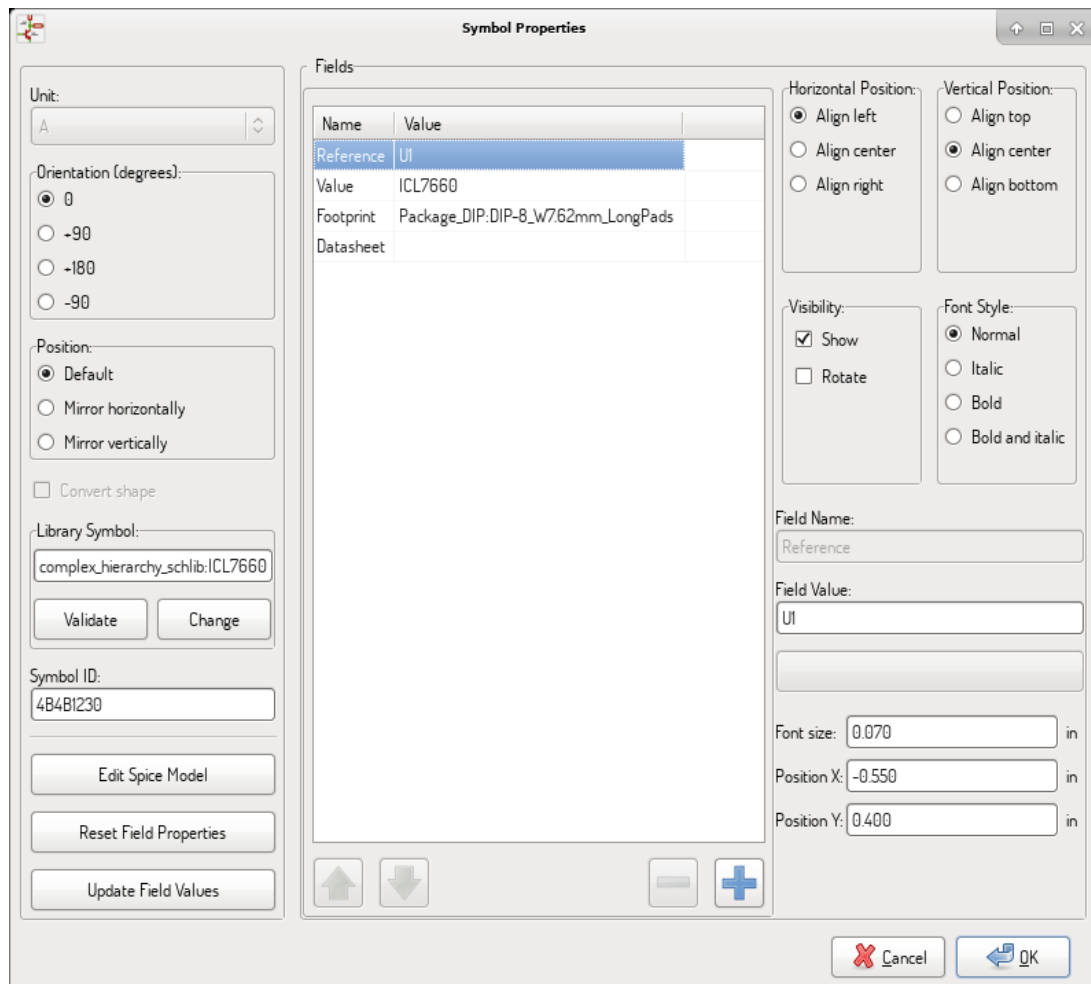 Symbol Properties
Unit:
A
Orientation (degrees):
0
+90
+180
-90
Position:
Default
Mirror horizontally
Mirror vertically
Convert shape
Library Symbol:
complex_hierarchy_schlib:ICL7660
Validate Change
Symbol ID:
4B4B1230
Edit Spice Model
Reset Field Properties
Update Field Values
Fields
Name Value
Reference U1
Value ICL7660
Footprint Package_DIP:DIP-8_W7.62mm_LongPads
Datasheet
Horizontal Position:
Align left
Align center
Align right
Vertical Position:
Align top
Align center
Align bottom
Visibility:
Show
Rotate
Font Style:
Normal
Italic
Bold
Bold and italic
Field Name:
Reference
Field Value:
U1
Font size: 0.070 in
Position X: -0.550 in
Position Y: 0.400 in
Cancel OK